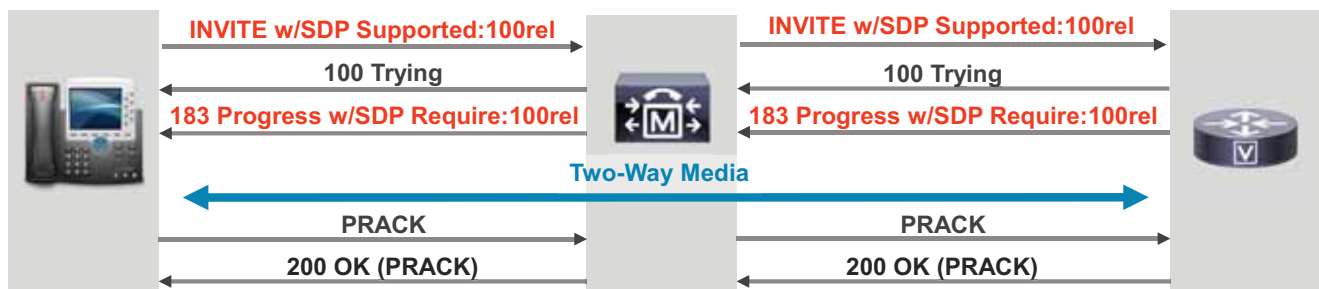 INVITE w/SDP Supported:100rel
INVITE w/SDP Supported:100rel
100 Trying
100 Trying
183 Progress w/SDP Require:100rel
183 Progress w/SDP Require:100rel
M
V
Two-Way Media
PRACK
PRACK
200 OK (PRACK)
200 OK (PRACK)